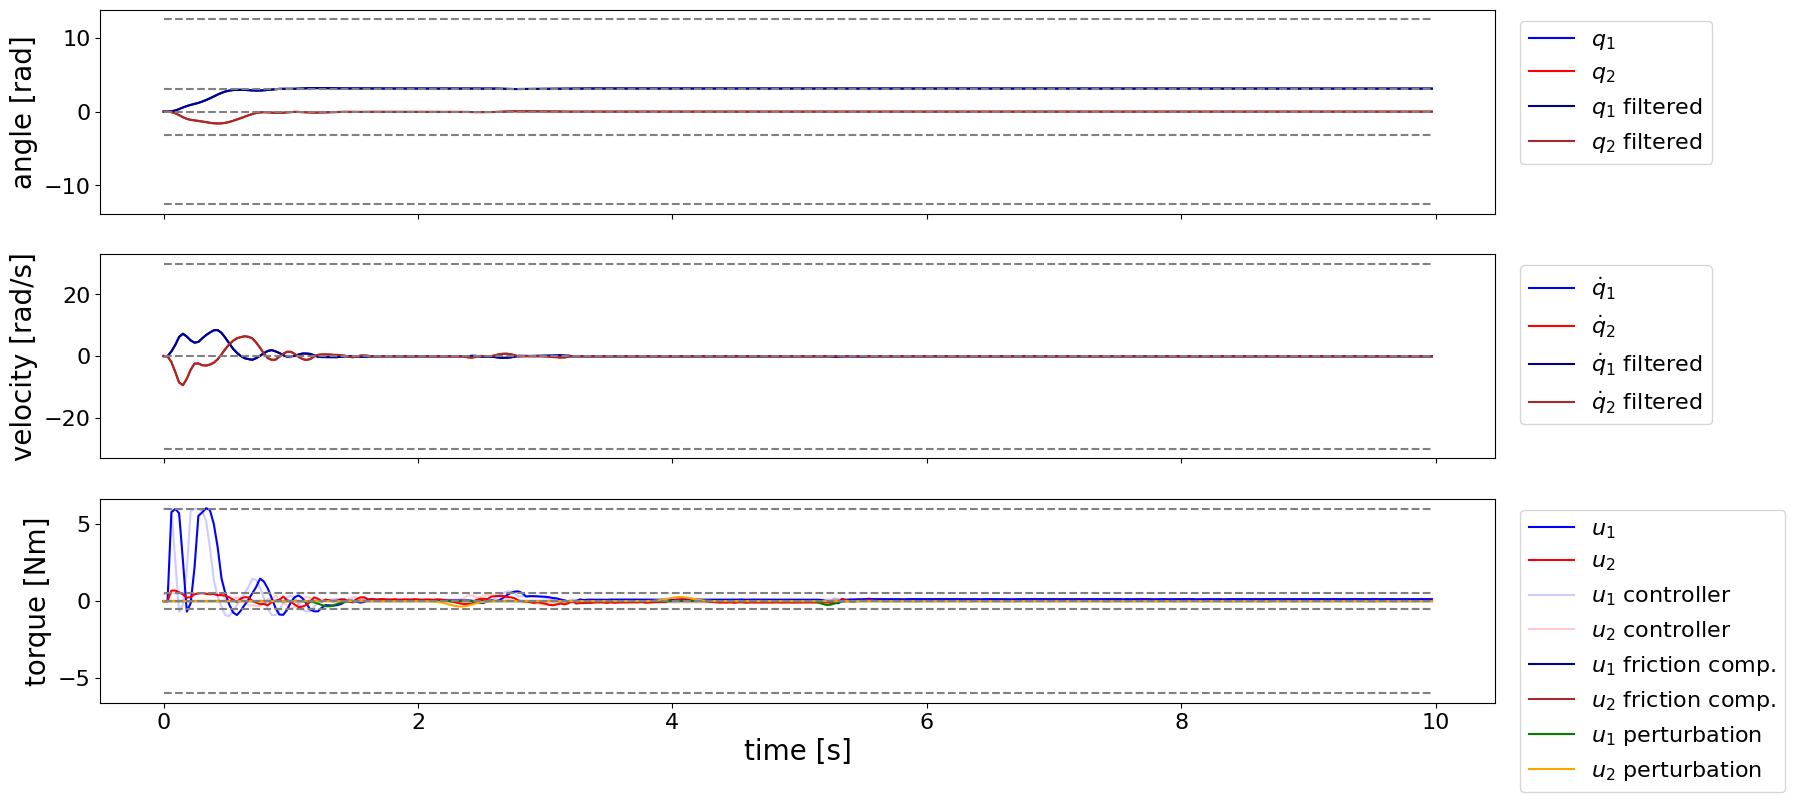 angle [rad]
10
0
−10
q₁
q₂
q₁ filtered
q₂ filtered
velocity [rad/s]
20
0
−20
q̇₁
q̇₂
q̇₁ filtered
q̇₂ filtered
torque [Nm]
5
0
−5
0 2 4 6 8 10
time [s]
u₁
u₂
u₁ controller
u₂ controller
u₁ friction comp.
u₂ friction comp.
u₁ perturbation
u₂ perturbation